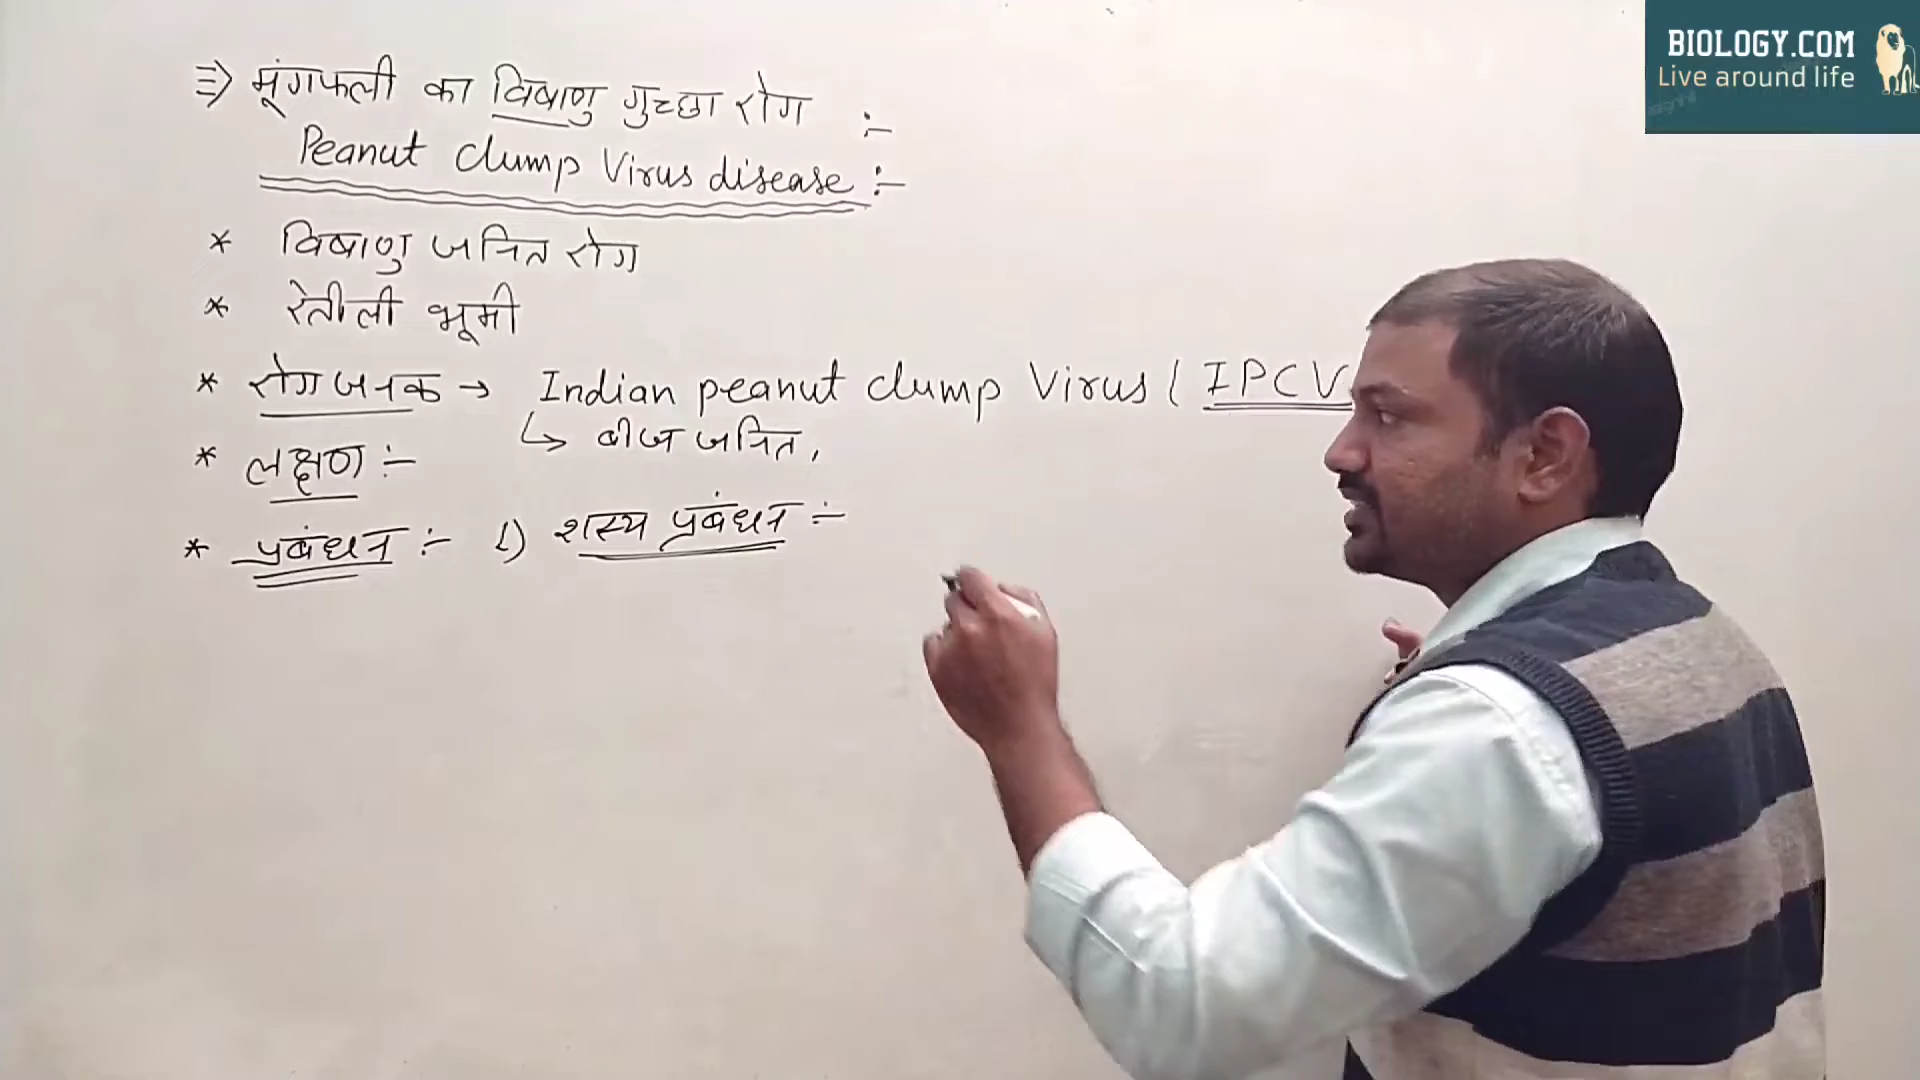 BIOLOGY.COM
Live around life
⇒ मूंगफली का विषाणु गुच्छा रोग :-
Peanut clump Virus disease :-
* विषाणु जनित रोग
* रेतीली भूमी
* रोगजनक → Indian peanut clump Virus ( IPCV
↳ बीज जनित,
* लक्षण :-
* प्रबंधन :- 1) शस्य प्रबंधन :-